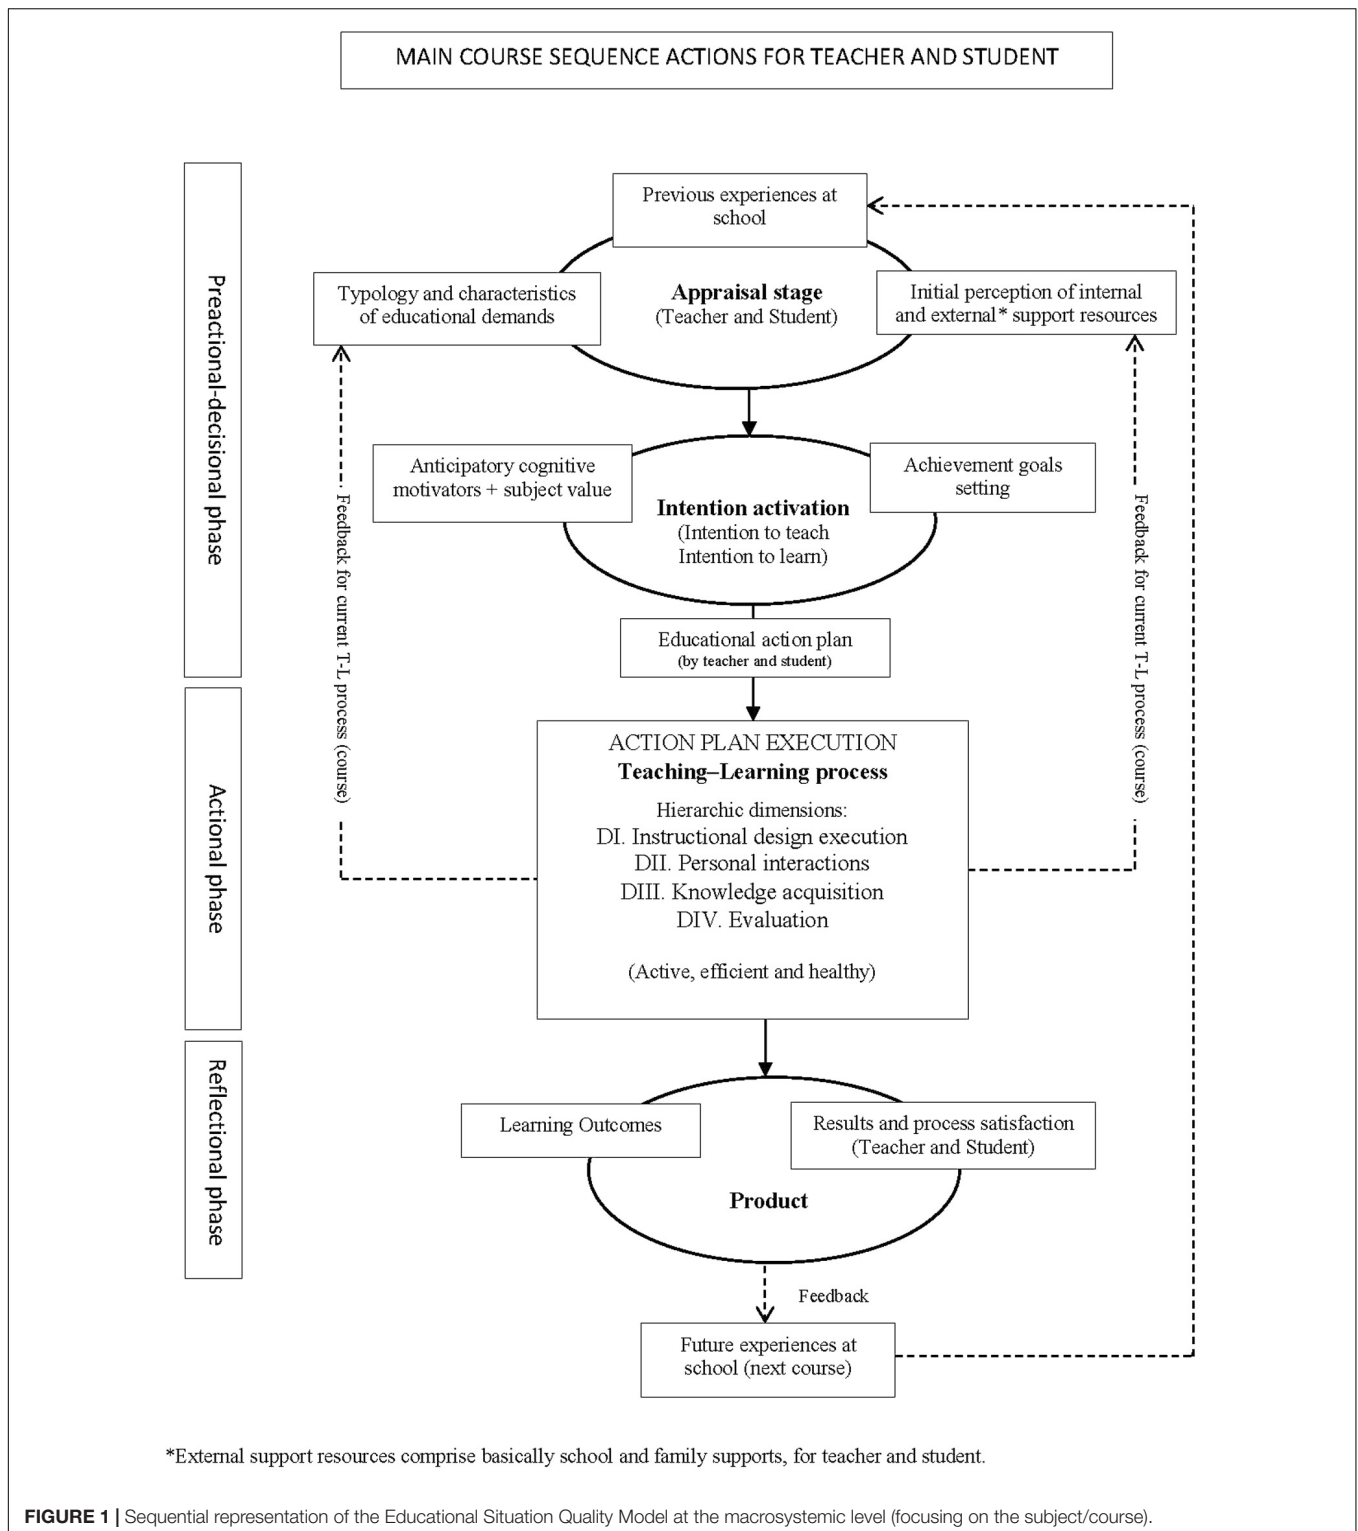 MAIN COURSE SEQUENCE ACTIONS FOR TEACHER AND STUDENT
Preactional-decisional phase
Previous experiences at
school
Typology and characteristics
of educational demands
Appraisal stage
(Teacher and Student)
Initial perception of internal
and external* support resources
Anticipatory cognitive
motivators + subject value
Achievement goals
setting
Intention activation
(Intention to teach
Intention to learn)
Educational action plan
(by teacher and student)
Feedback for current T-L process (course)
Feedback for current T-L process (course)
Actional phase
ACTION PLAN EXECUTION
Teaching–Learning process
Hierarchic dimensions:
DI. Instructional design execution
DII. Personal interactions
DIII. Knowledge acquisition
DIV. Evaluation
(Active, efficient and healthy)
Reflectional phase
Learning Outcomes
Results and process satisfaction
(Teacher and Student)
Product
Feedback
Future experiences at
school (next course)
*External support resources comprise basically school and family supports, for teacher and student.
FIGURE 1 | Sequential representation of the Educational Situation Quality Model at the macrosystemic level (focusing on the subject/course).